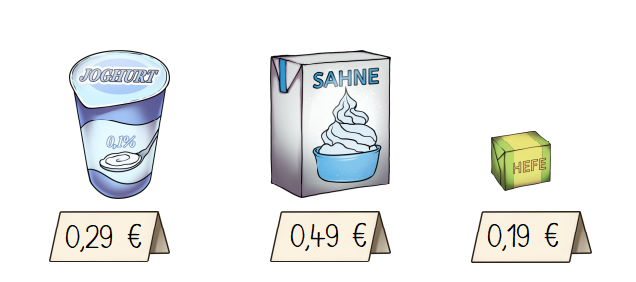 JOGHURT
0,1%
SAHNE
HEFE
0,29 €
0,49 €
0,19 €